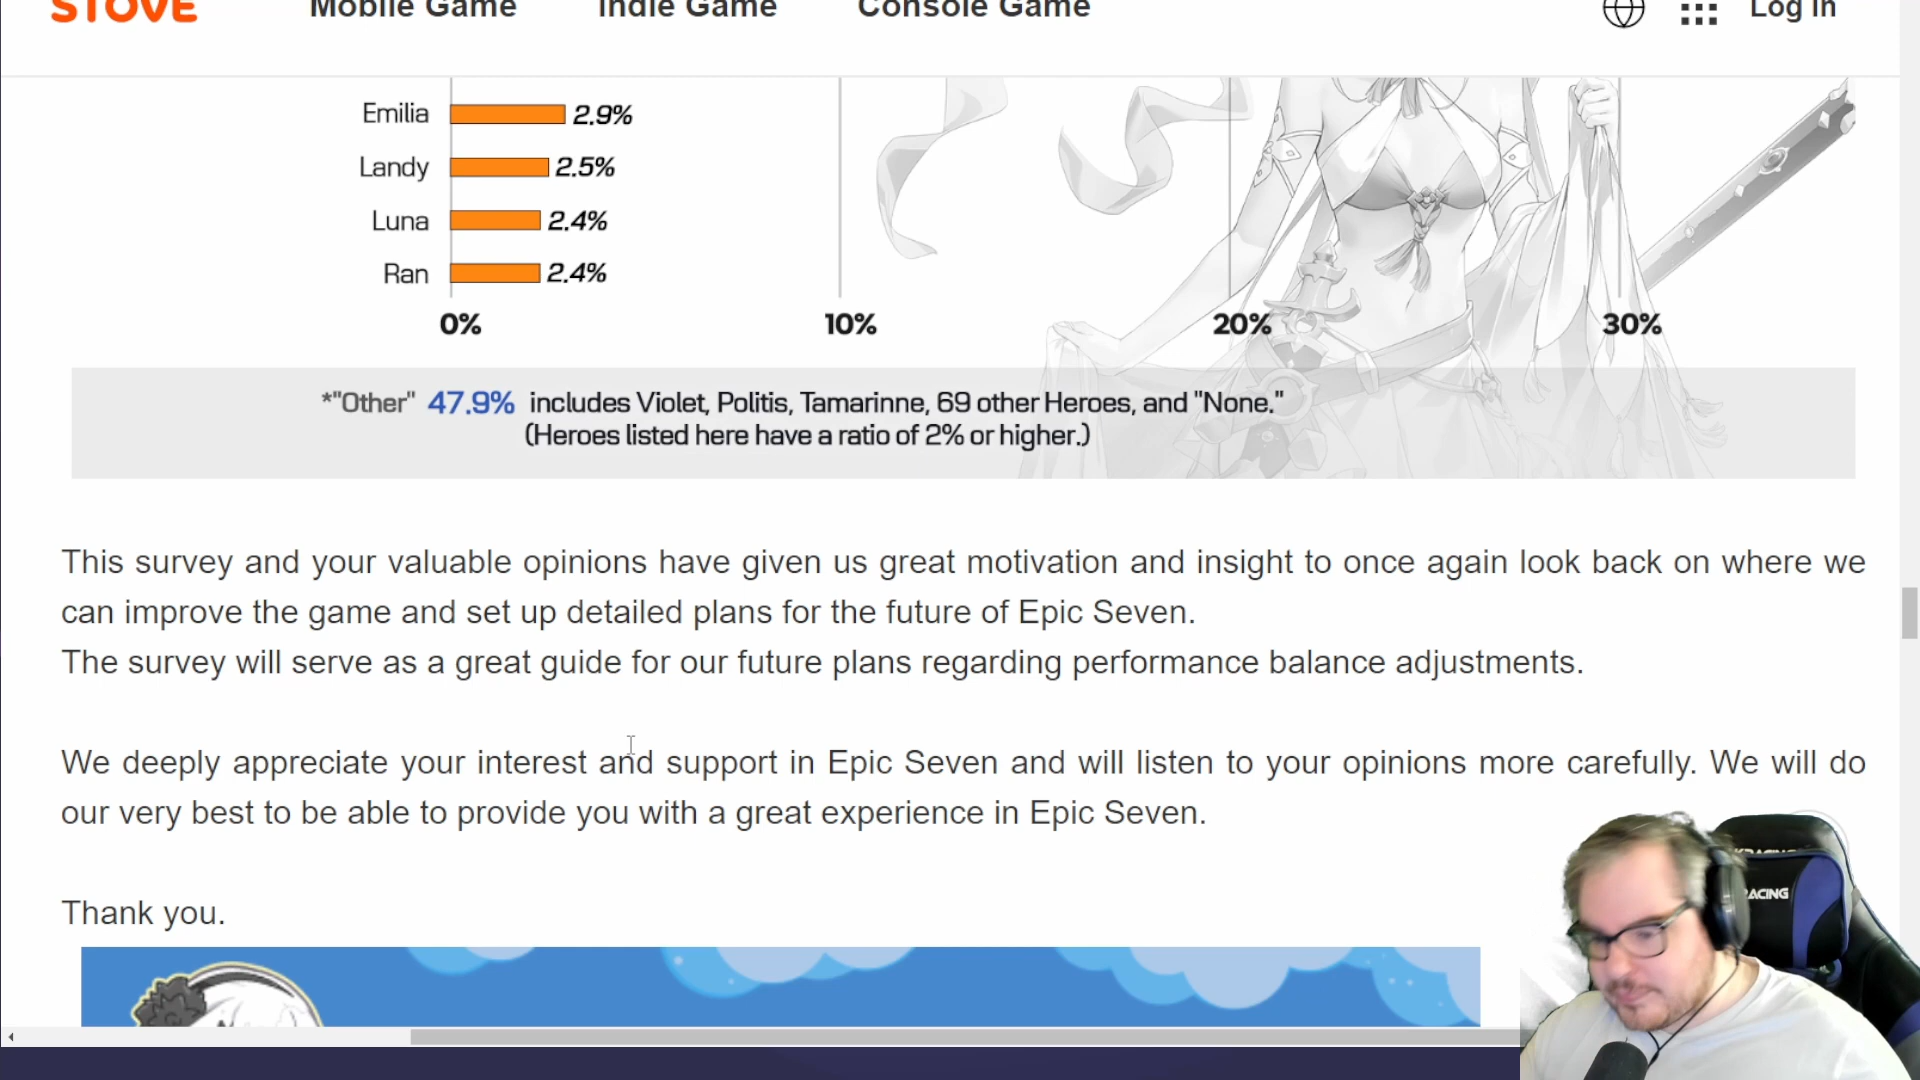 STOVE Mobile Game Indie Game Console Game Log in
Emilia 2.9%
Landy 2.5%
Luna 2.4%
Ran 2.4%
0% 10% 20% 30%
*"Other" 47.9% includes Violet, Politis, Tamarinne, 69 other Heroes, and "None."
(Heroes listed here have a ratio of 2% or higher.)
This survey and your valuable opinions have given us great motivation and insight to once again look back on where we
can improve the game and set up detailed plans for the future of Epic Seven.
The survey will serve as a great guide for our future plans regarding performance balance adjustments.
We deeply appreciate your interest and support in Epic Seven and will listen to your opinions more carefully. We will do
our very best to be able to provide you with a great experience in Epic Seven.
Thank you.
RACING